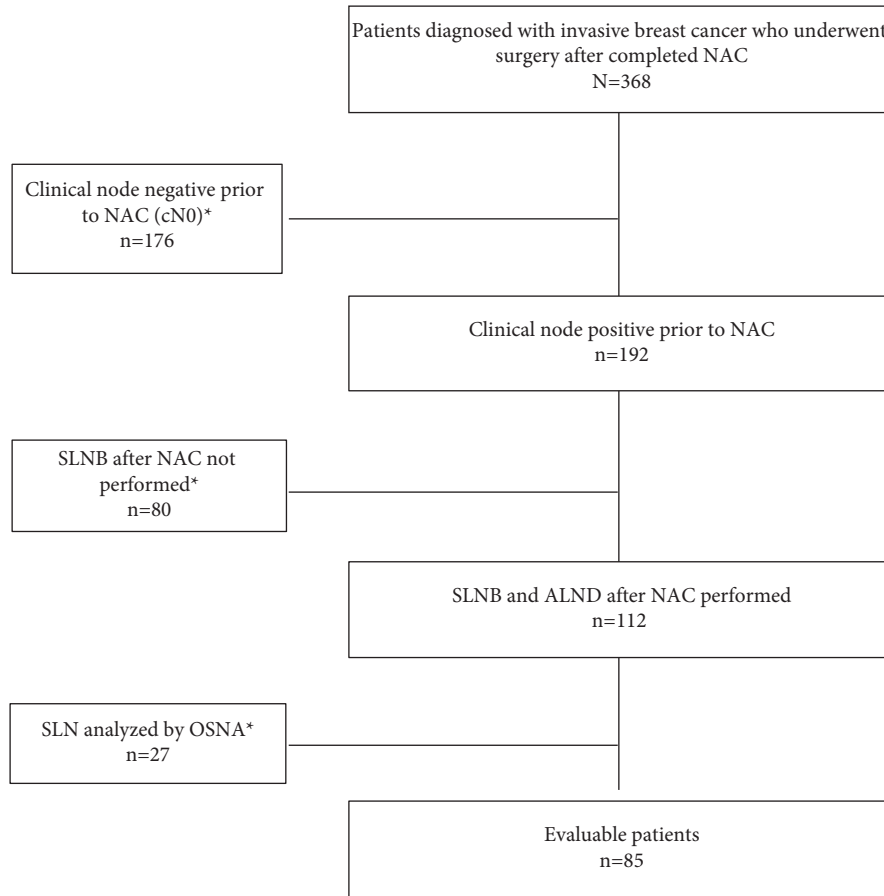 Patients diagnosed with invasive breast cancer who underwent
surgery after completed NAC
N=368
Clinical node negative prior
to NAC (cN0)*
n=176
Clinical node positive prior to NAC
n=192
SLNB after NAC not
performed*
n=80
SLNB and ALND after NAC performed
n=112
SLN analyzed by OSNA*
n=27
Evaluable patients
n=85